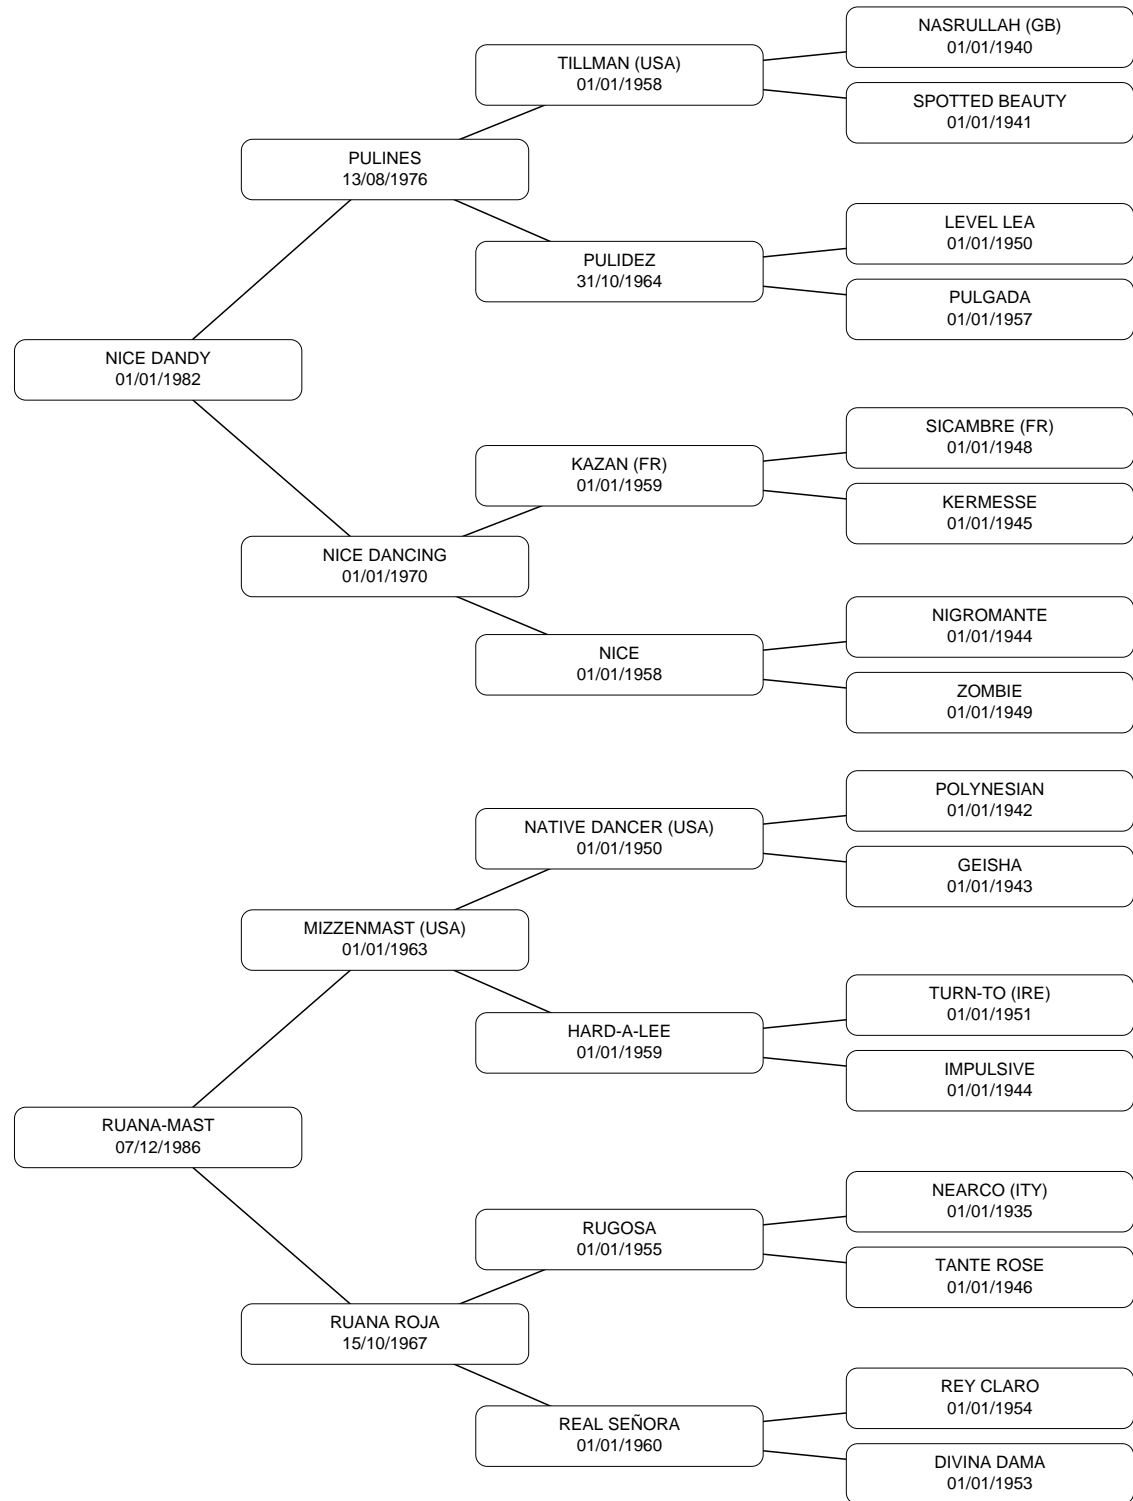 NASRULLAH (GB)
01/01/1940
TILLMAN (USA)
01/01/1958
SPOTTED BEAUTY
01/01/1941
PULINES
13/08/1976
LEVEL LEA
01/01/1950
PULIDEZ
31/10/1964
PULGADA
01/01/1957
NICE DANDY
01/01/1982
SICAMBRE (FR)
01/01/1948
KAZAN (FR)
01/01/1959
KERMESSE
01/01/1945
NICE DANCING
01/01/1970
NIGROMANTE
01/01/1944
NICE
01/01/1958
ZOMBIE
01/01/1949
POLYNESIAN
01/01/1942
NATIVE DANCER (USA)
01/01/1950
GEISHA
01/01/1943
MIZZENMAST (USA)
01/01/1963
TURN-TO (IRE)
01/01/1951
HARD-A-LEE
01/01/1959
IMPULSIVE
01/01/1944
RUANA-MAST
07/12/1986
NEARCO (ITY)
01/01/1935
RUGOSA
01/01/1955
TANTE ROSE
01/01/1946
RUANA ROJA
15/10/1967
REY CLARO
01/01/1954
REAL SEÑORA
01/01/1960
DIVINA DAMA
01/01/1953